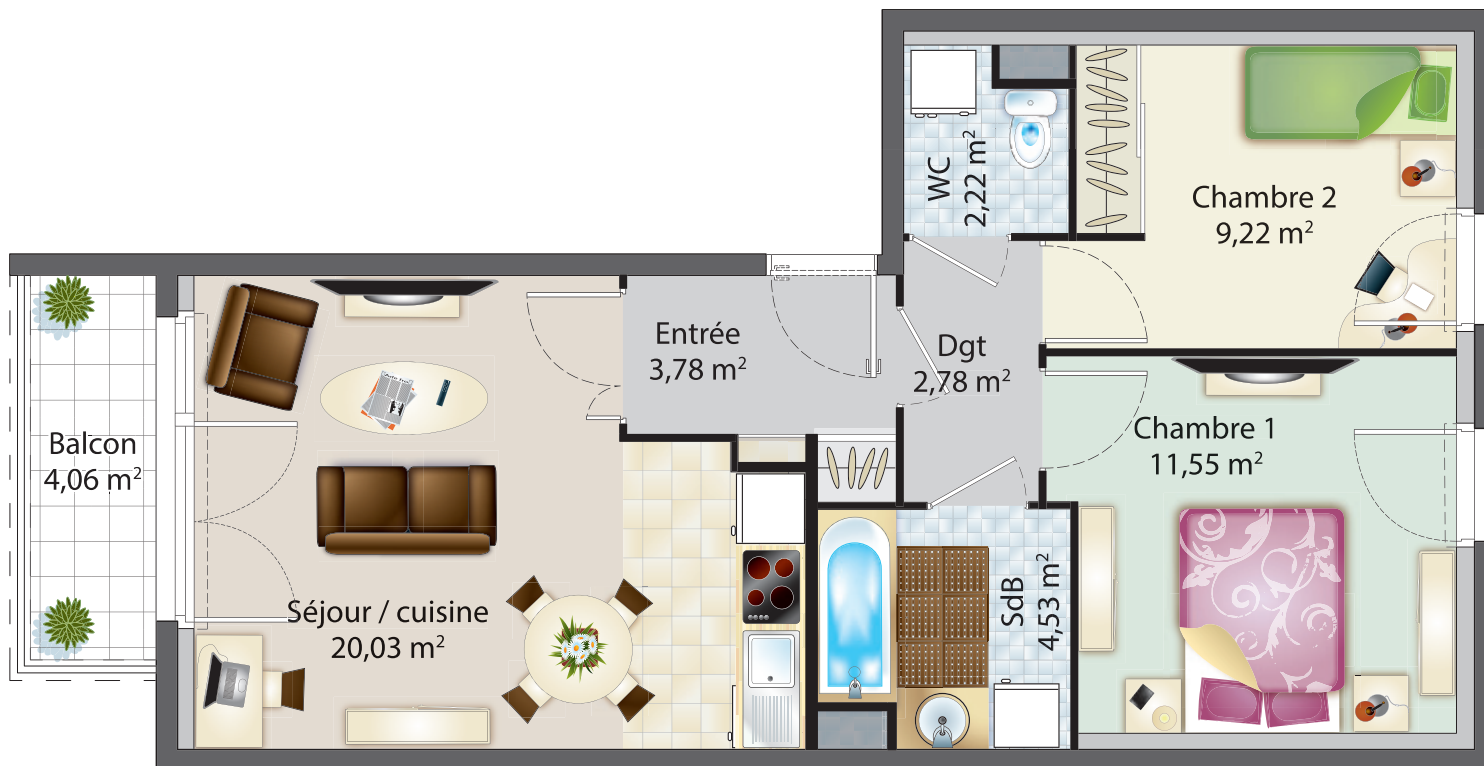 WC
2,22 m²
Chambre 2
9,22 m²
Entrée
3,78 m²
Dgt
2,78 m²
Balcon
4,06 m²
Chambre 1
11,55 m²
Séjour / cuisine
20,03 m²
SdB
4,53 m²